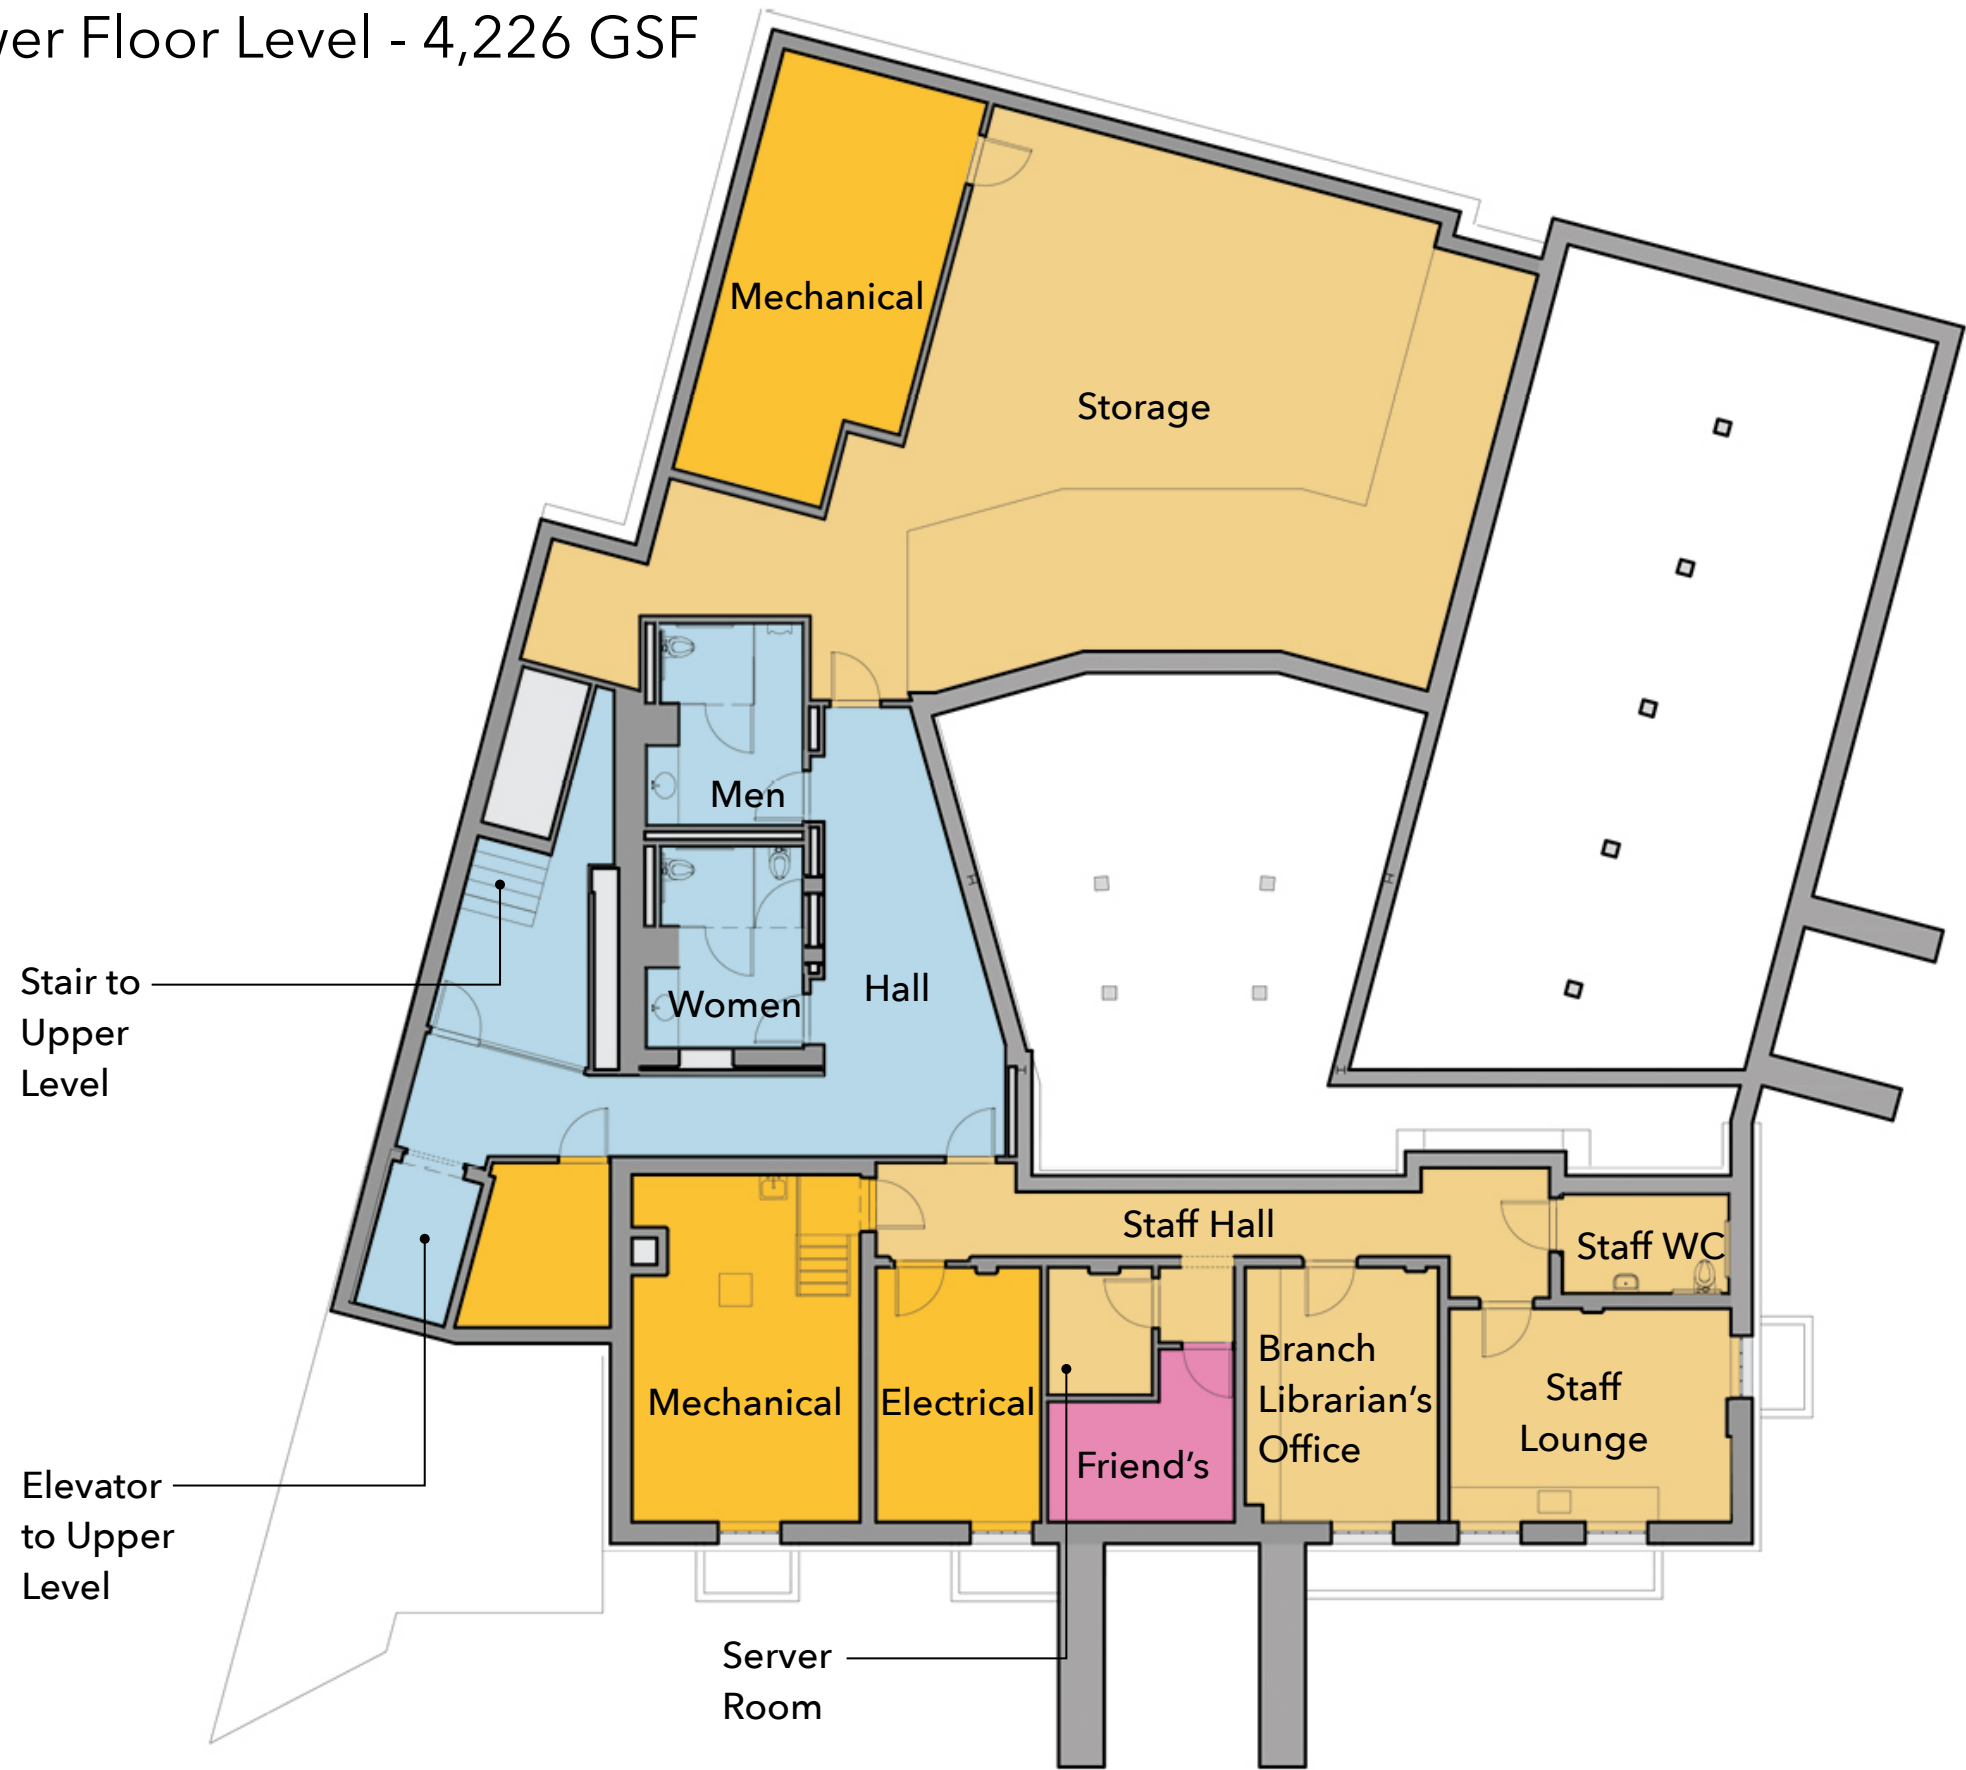 Floor Level - 4,226 GSF
Mechanical
Storage
Men
Women
Hall
Stair to
Upper
Level
Staff Hall
Staff WC
Mechanical
Electrical
Friend's
Branch
Librarian's
Office
Staff
Lounge
Elevator
to Upper
Level
Server
Room